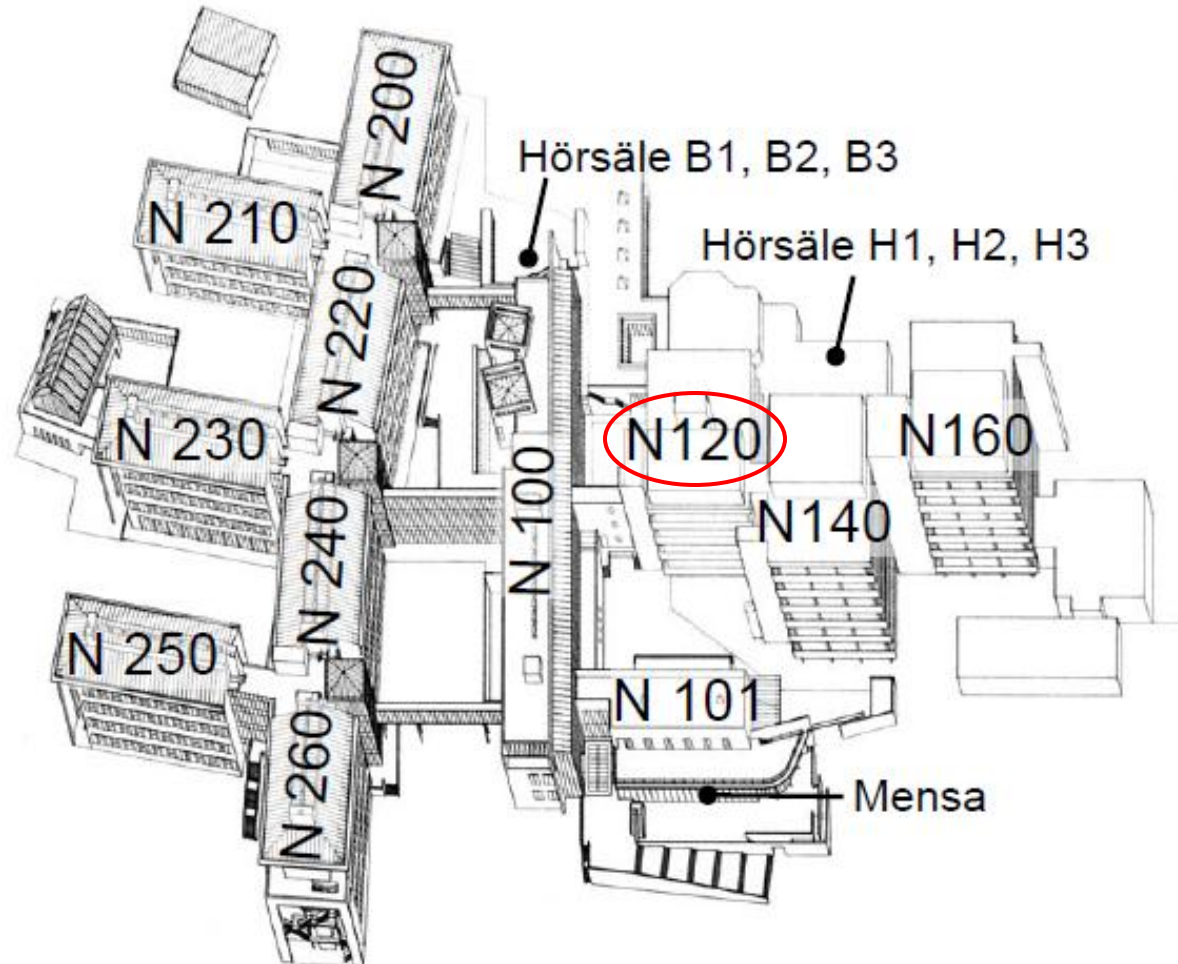 N 200
Hörsäle B1, B2, B3
N 210
Hörsäle H1, H2, H3
N 220
N 230
N120
N160
N 100
N 240
N140
N 250
N 101
N 260
Mensa